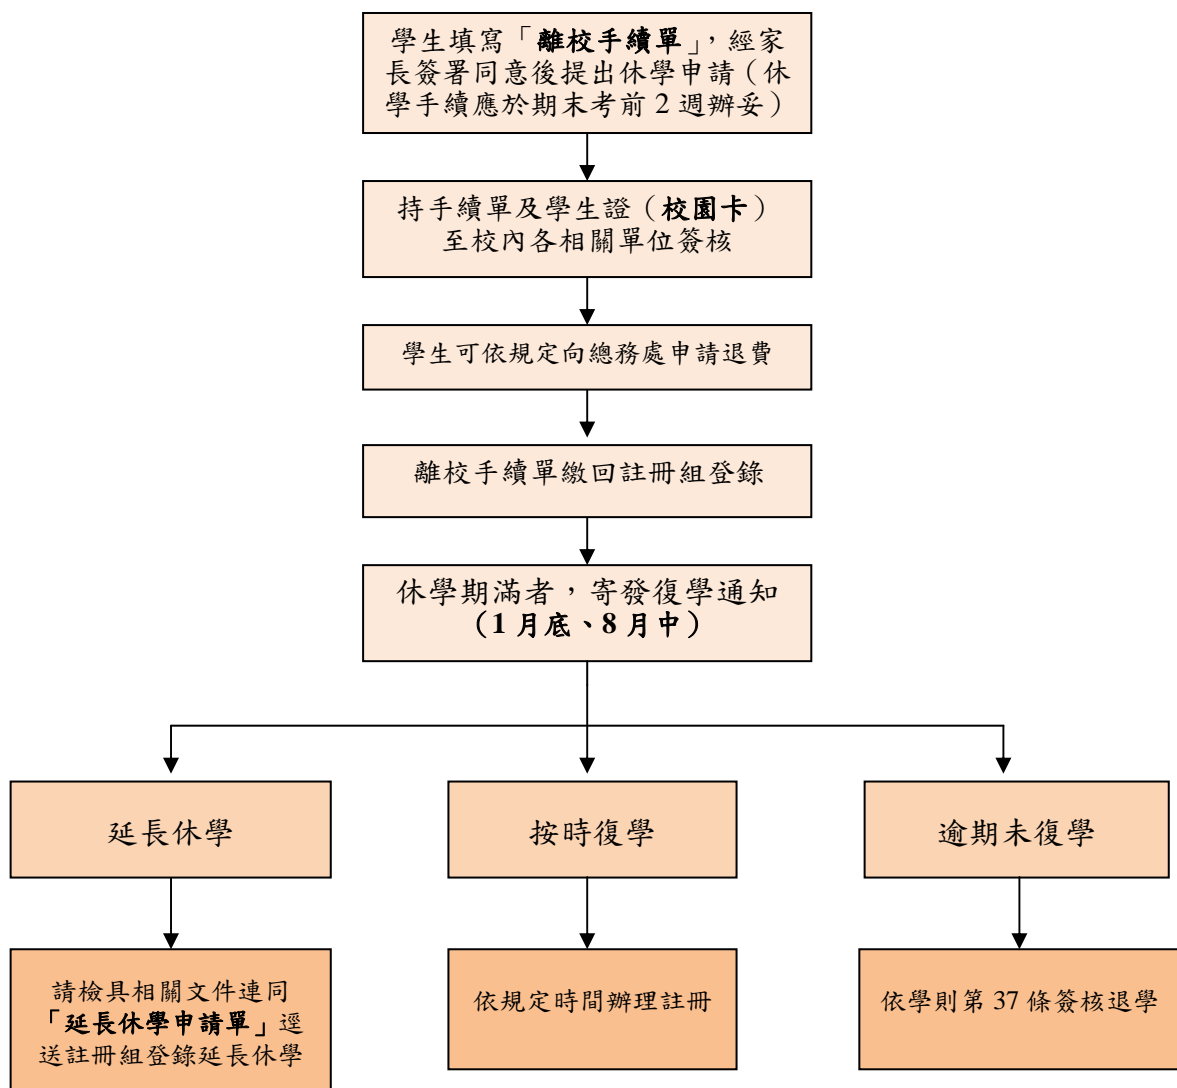 學生填寫「離校手續單」，經家
長簽署同意後提出休學申請（休
學手續應於期末考前 2 週辦妥）
持手續單及學生證（校園卡）
至校內各相關單位簽核
學生可依規定向總務處申請退費
離校手續單繳回註冊組登錄
休學期滿者，寄發復學通知
（1 月底、8 月中）
延長休學
按時復學
逾期未復學
請檢具相關文件連同
「延長休學申請單」逕
送註冊組登錄延長休學
依規定時間辦理註冊
依學則第 37 條簽核退學